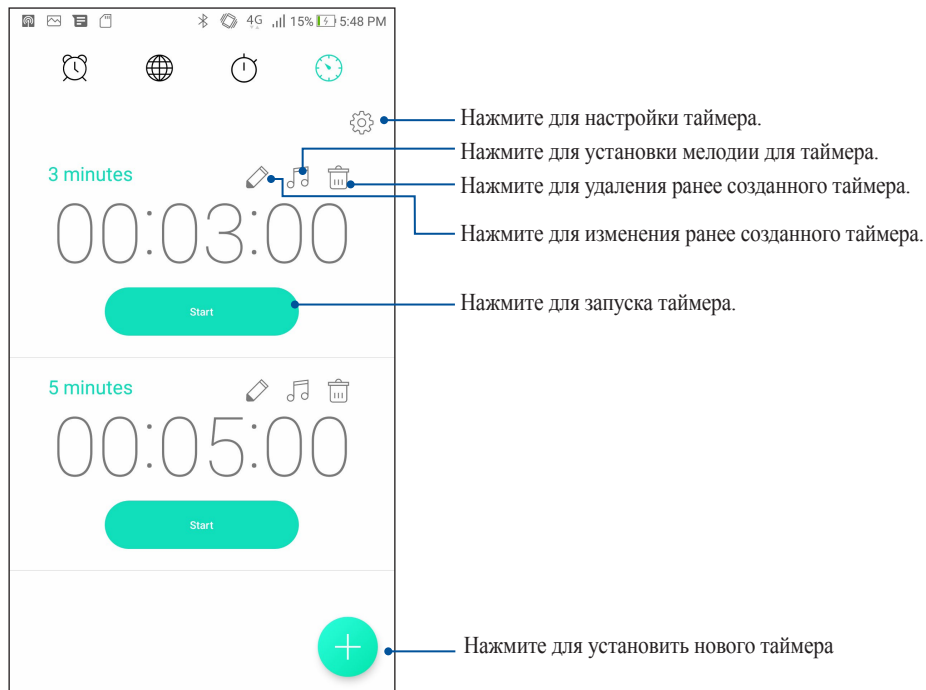 4G 15% 5:48 PM
Нажмите для настройки таймера.
Нажмите для установки мелодии для таймера.
3 minutes
Нажмите для удаления ранее созданного таймера.
00:03:00
Нажмите для изменения ранее созданного таймера.
Start
Нажмите для запуска таймера.
5 minutes
00:05:00
Start
Нажмите для установить нового таймера